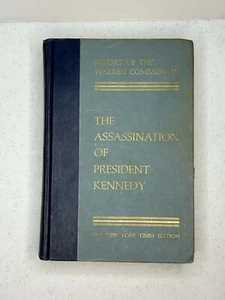 REPORT OF THE
WARREN COMMISSION
THE
ASSASSINATION
OF
PRESIDENT
KENNEDY
THE NEW YORK TIMES EDITION